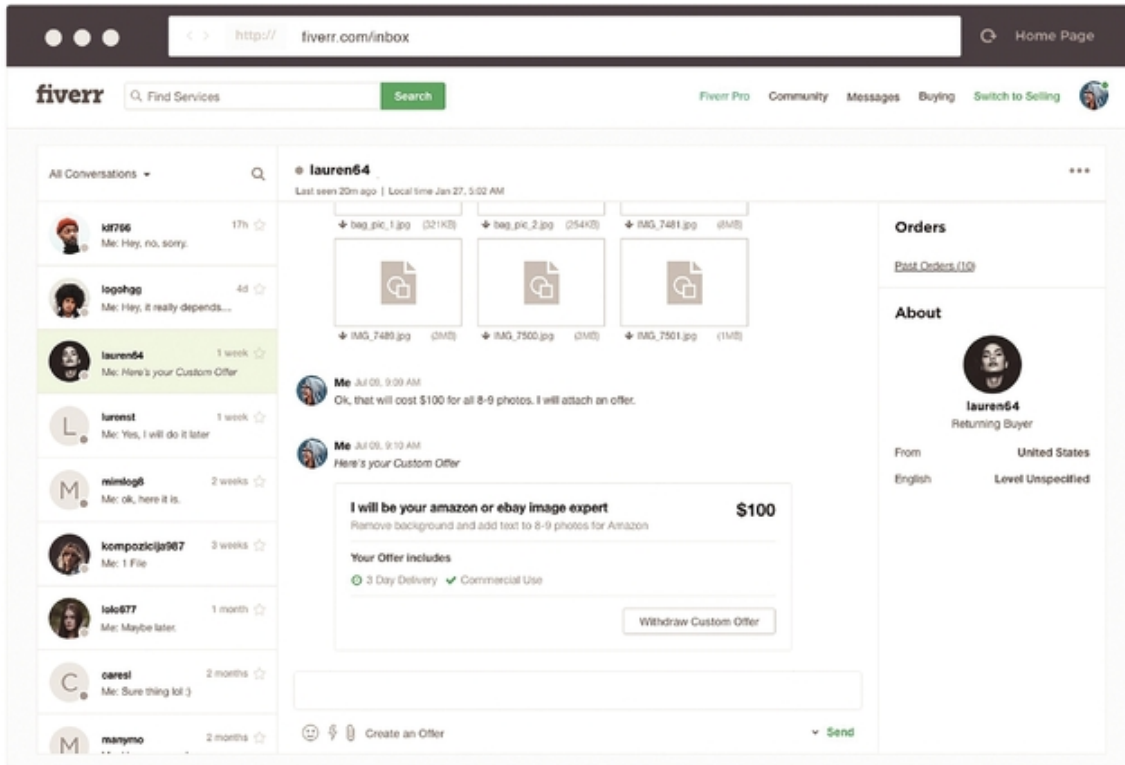 http://
fiverr.com/inbox
Home Page
fiverr
Find Services
Search
Fiverr Pro
Community
Messages
Buying
Switch to Selling
All Conversations
klf766
17h
Me: Hey, no, sorry.
logohgg
4d
Me: Hey, it really depends....
lauren64
1 week
Me: Here's your Custom Offer
L
lurenst
1 week
Me: Yes, I will do it later
M
mimlog8
2 weeks
Me: ok, here it is.
kompozicija987
3 weeks
Me: 1 File
lolo677
1 month
Me: Maybe later.
C
caresl
2 months
Me: Sure thing lol :)
M
manymo
2 months
lauren64
Last seen 20m ago | Local time Jan 27, 5:02 AM
bag_pic_1.jpg (321KB)
bag_pic_2.jpg (254KB)
IMG_7481.jpg (8MB)
IMG_7489.jpg (3MB)
IMG_7500.jpg (3MB)
IMG_7501.jpg (1MB)
Me Jul 09, 9:09 AM
Ok, that will cost $100 for all 8-9 photos. I will attach an offer.
Me Jul 09, 9:10 AM
Here's your Custom Offer
I will be your amazon or ebay image expert
$100
Remove background and add text to 8-9 photos for Amazon
Your Offer includes
3 Day Delivery
Commercial Use
Withdraw Custom Offer
Create an Offer
Send
Orders
Past Orders (10)
About
lauren64
Returning Buyer
From
United States
English
Level Unspecified